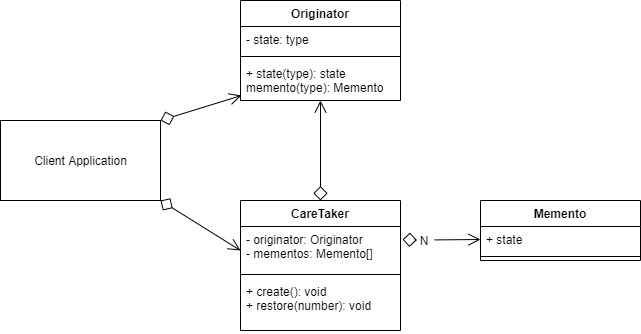 Originator
- state: type
+ state(type): state
memento(type): Memento
Client Application
CareTaker
- originator: Originator
- mementos: Memento[]
+ create(): void
+ restore(number): void
N
Memento
+ state